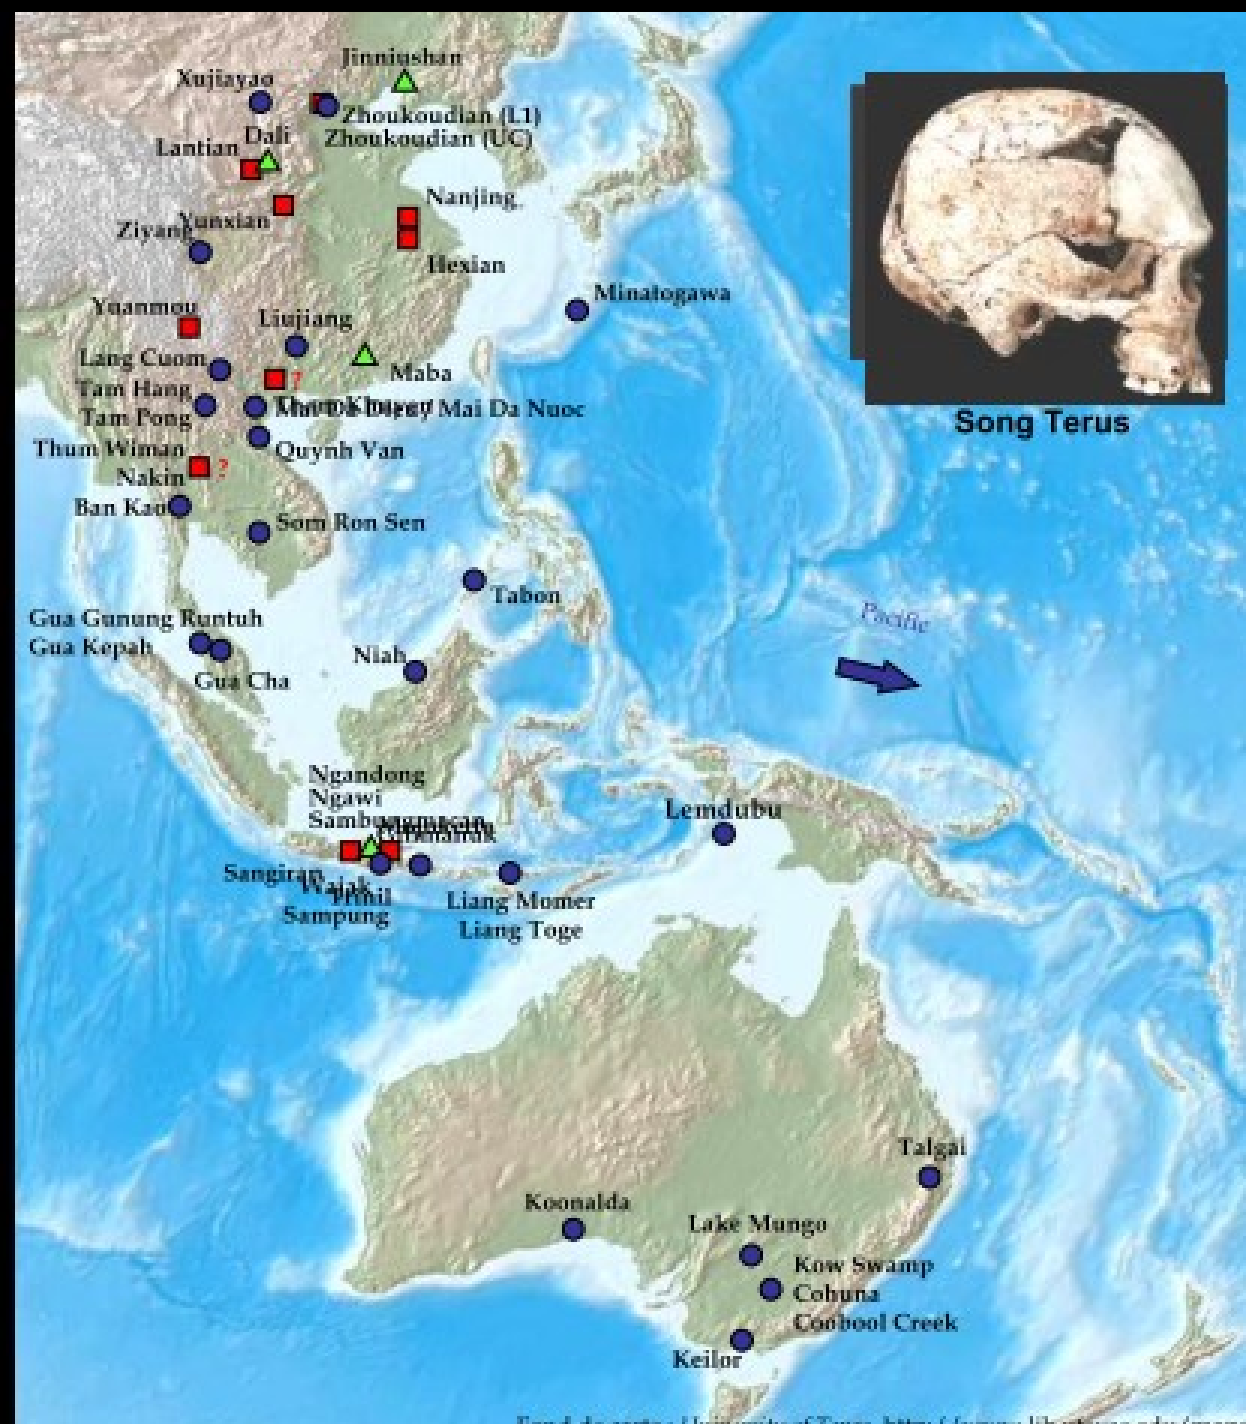 Jinniushan
Xujiayao
Zhoukoudian (L1)
Zhoukoudian (UC)
Dali
Lantian
Nanjing
Yunxian
Ziyang
Hexian
Minatogawa
Yuanmou
Liujiang
Lang Cuom
Maba
?
Tam Hang
Mai Da Nuoc
Tam Pong
Thum Wiman
Quynh Van
?
Nakin
Ban Kao
Som Ron Sen
Song Terus
Tabon
Pacific
Gua Gunung Runtuh
Gua Kepah
Gua Cha
Niah
Ngandong
Ngawi
Sambungmacan
Lemdubu
Sangiran
Wajak
Sampung
Liang Momer
Liang Toge
Talgai
Koonalda
Lake Mungo
Kow Swamp
Cohuna
Coobool Creek
Keilor